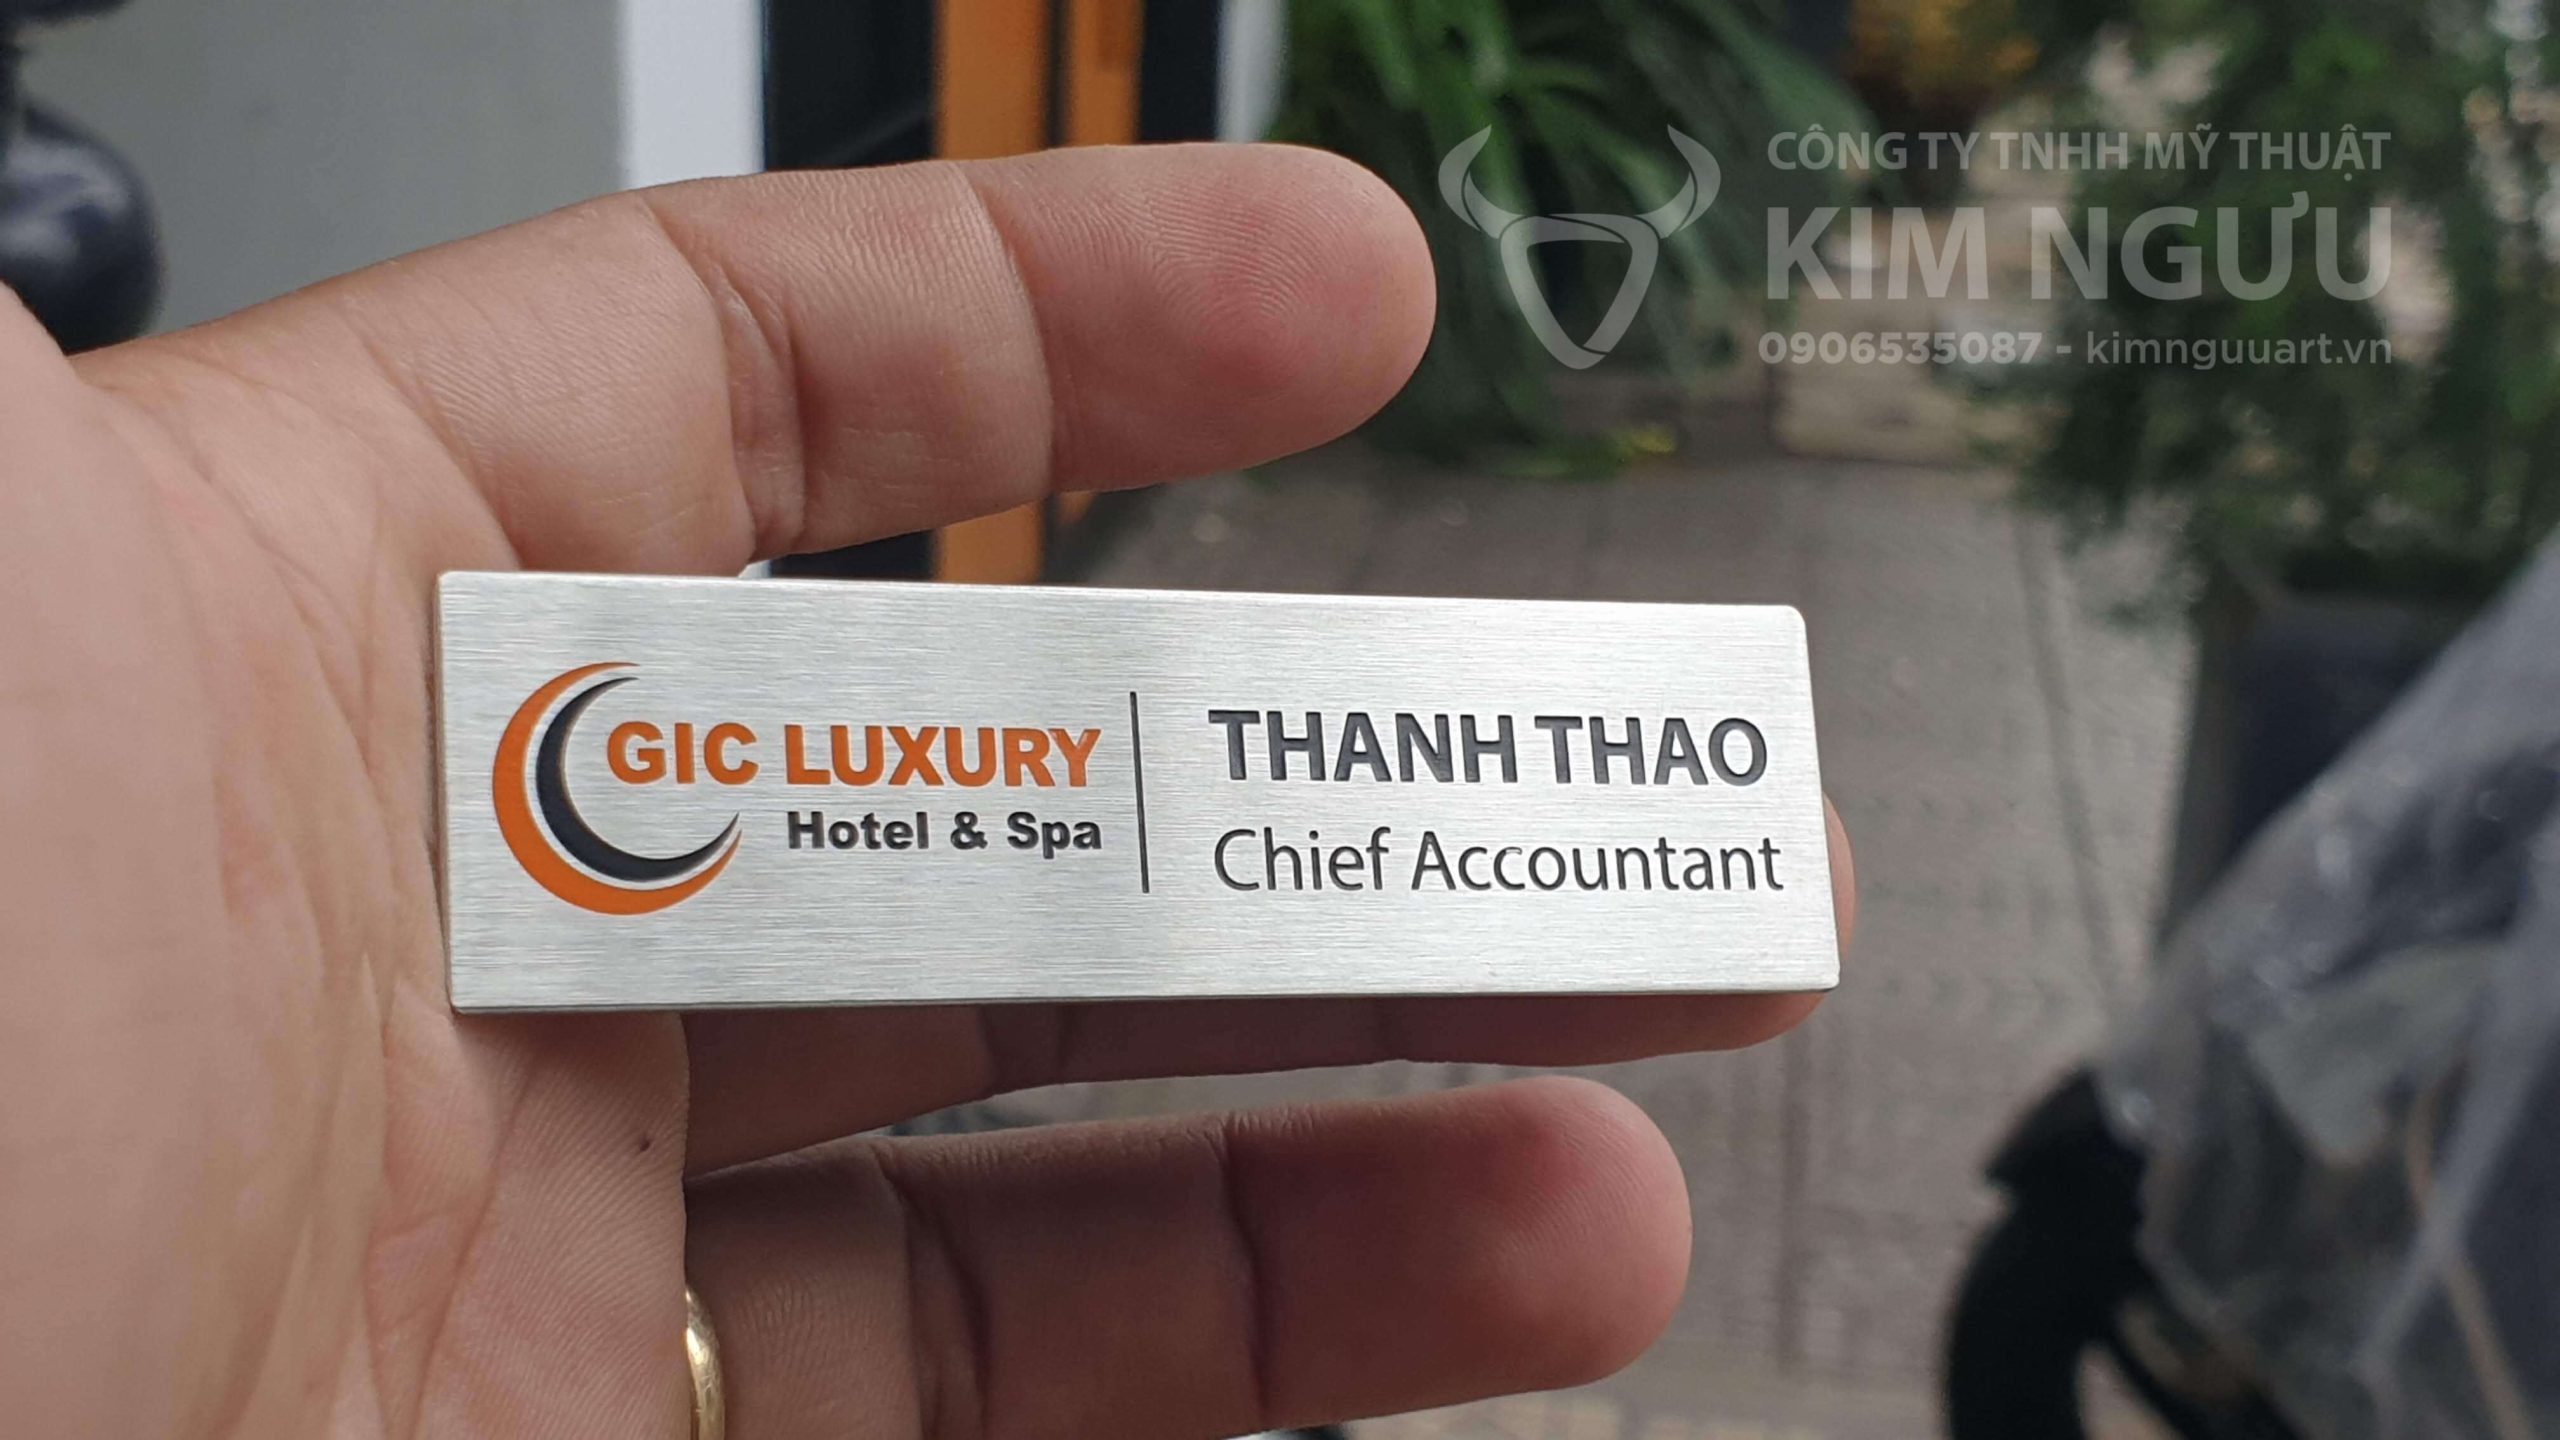 CÔNG TY TNHH MỸ THUẬT
KIM NGƯU
0906535087 - kimnguuart.vn
GIC LUXURY
Hotel & Spa
THANH THAO
Chief Accountant